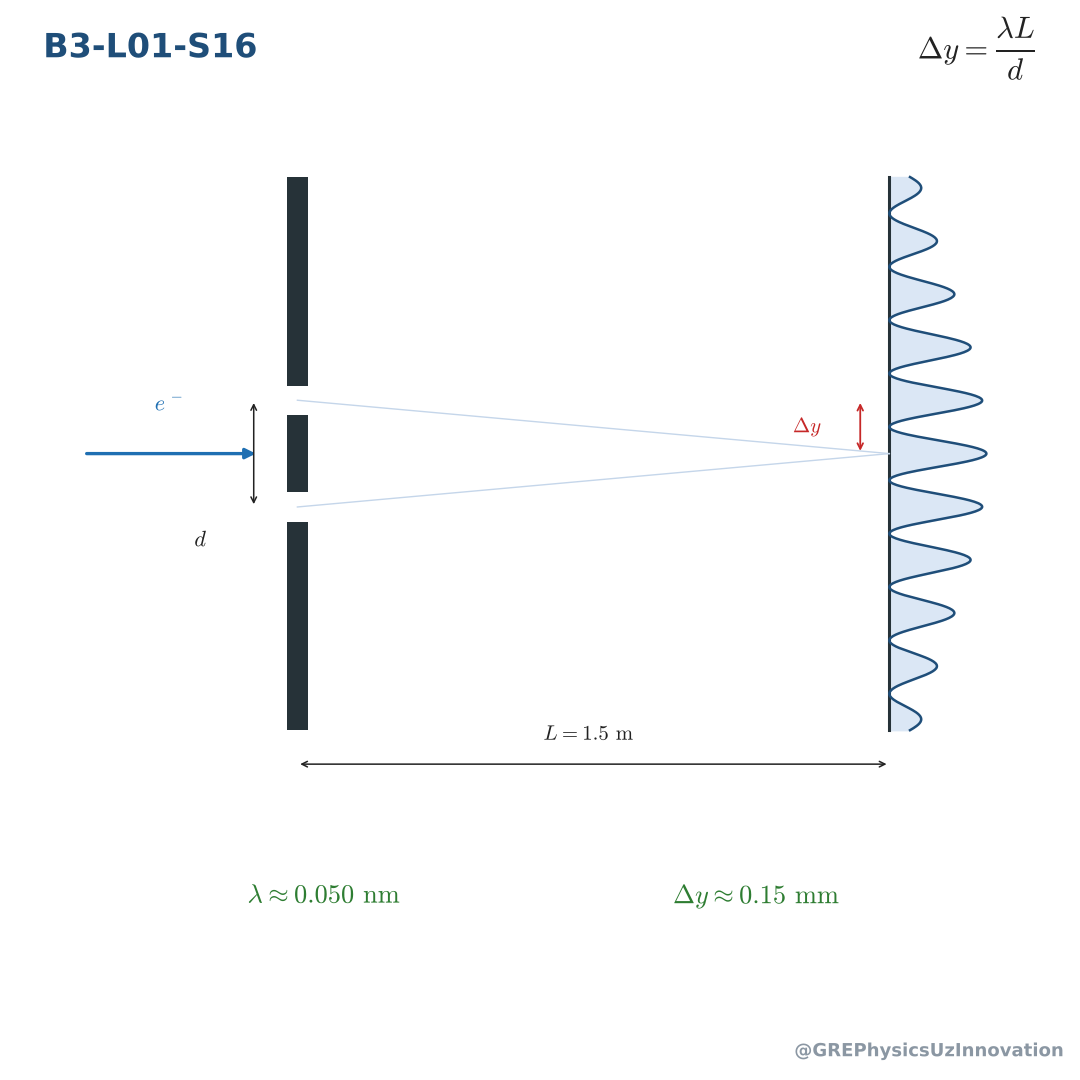 B3-L01-S16
Δy = λL/d
e⁻
Δy
d
L = 1.5 m
λ ≈ 0.050 nm
Δy ≈ 0.15 mm
@GREPhysicsUzInnovation